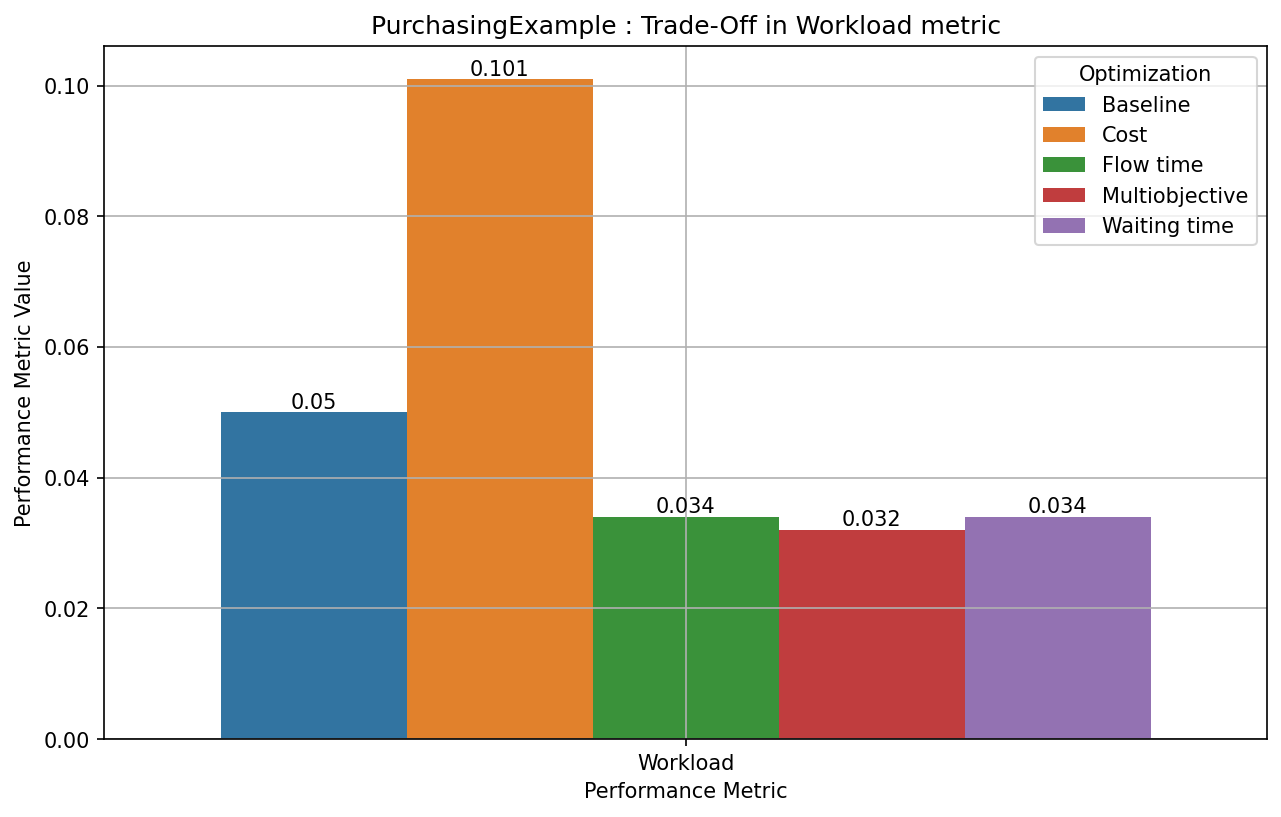 PurchasingExample : Trade-Off in Workload metric
Performance Metric Value
0.10
0.08
0.06
0.04
0.02
0.00
0.05
0.101
0.034
0.032
0.034
Optimization
Baseline
Cost
Flow time
Multiobjective
Waiting time
Workload
Performance Metric